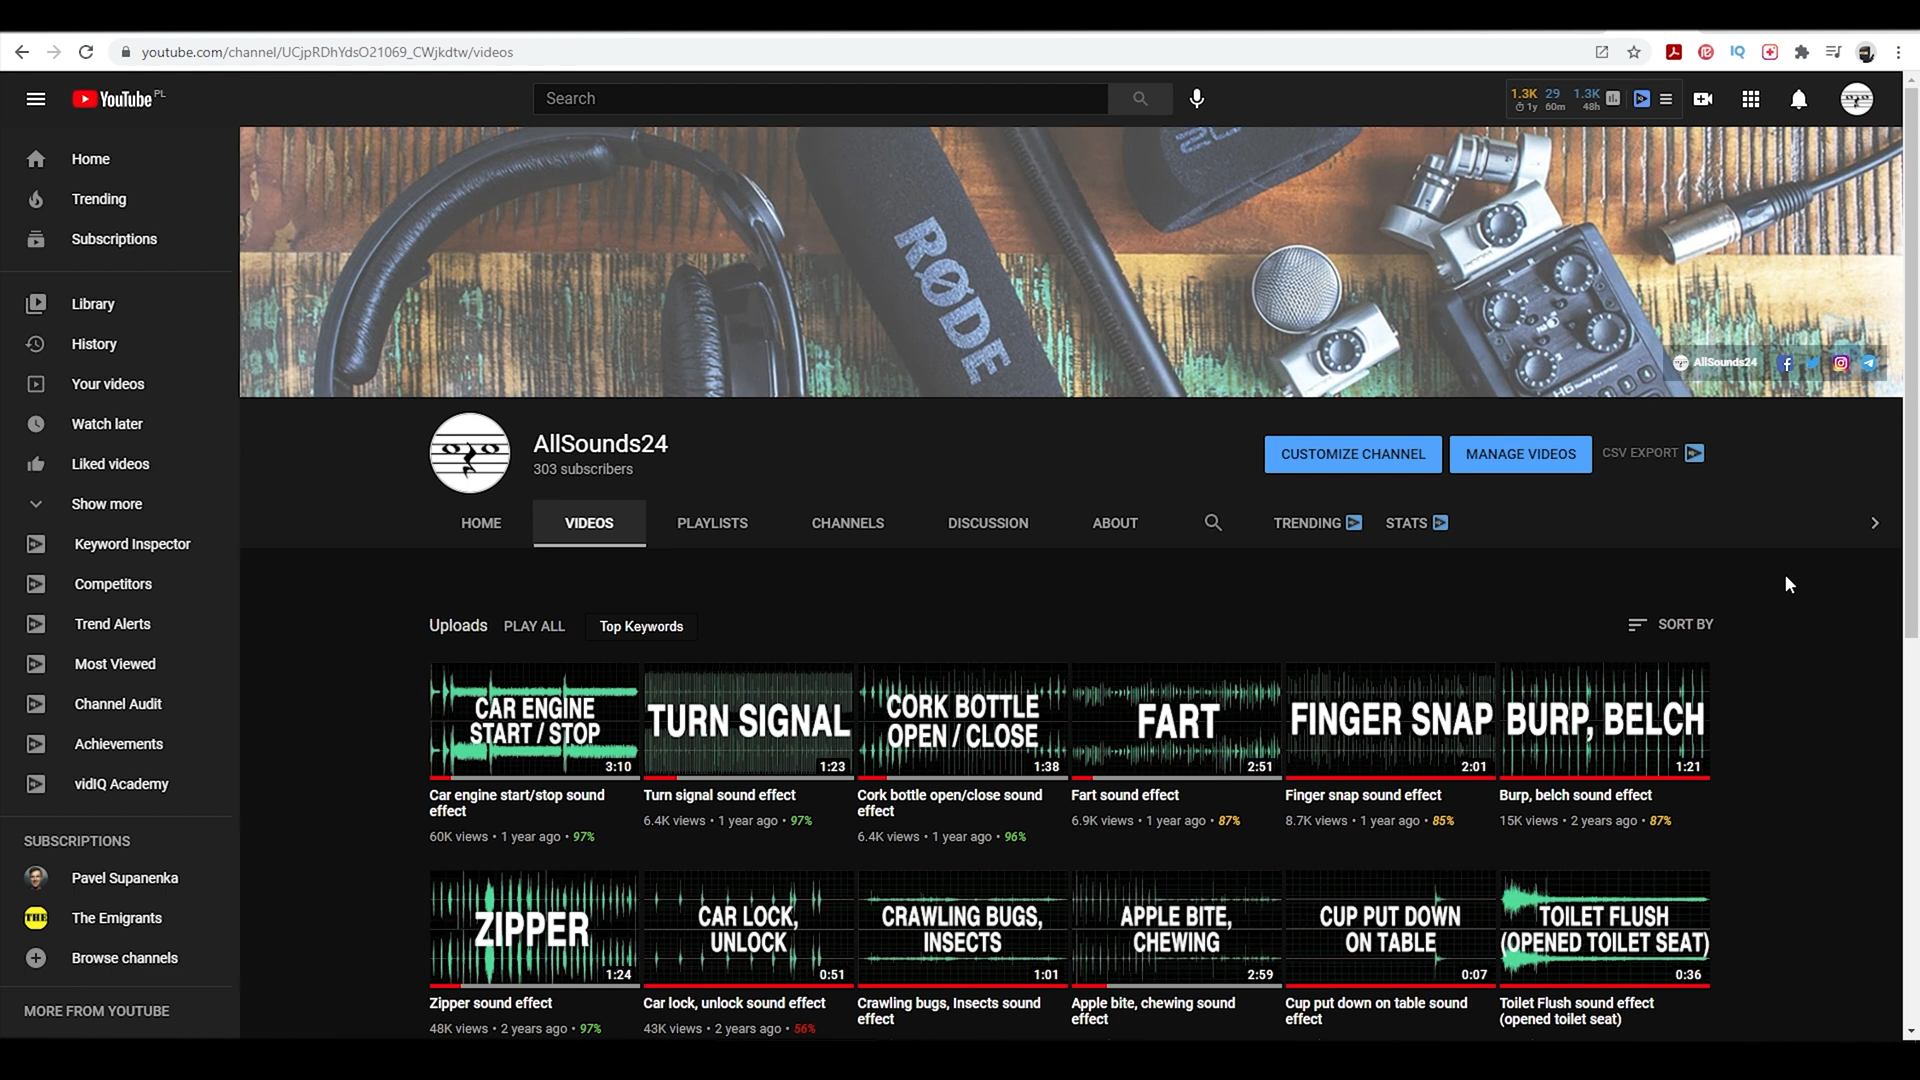 youtube.com/channel/UCjpRDhYdsO21069_CWjkdtw/videos
YouTube PL
Search
1.3K 29 1.3K
1y 60m 48h
Home
Trending
Subscriptions
Library
History
Your videos
Watch later
Liked videos
Show more
Keyword Inspector
Competitors
Trend Alerts
Most Viewed
Channel Audit
Achievements
vidIQ Academy
SUBSCRIPTIONS
Pavel Supanenka
THE
The Emigrants
Browse channels
MORE FROM YOUTUBE
RØDE
H6
AllSounds24
AllSounds24
303 subscribers
CUSTOMIZE CHANNEL
MANAGE VIDEOS
CSV EXPORT
HOME
VIDEOS
PLAYLISTS
CHANNELS
DISCUSSION
ABOUT
TRENDING
STATS
Uploads
PLAY ALL
Top Keywords
SORT BY
CAR ENGINE
START / STOP
3:10
Car engine start/stop sound
effect
60K views • 1 year ago • 97%
TURN SIGNAL
1:23
Turn signal sound effect
6.4K views • 1 year ago • 97%
CORK BOTTLE
OPEN / CLOSE
1:38
Cork bottle open/close sound
effect
6.4K views • 1 year ago • 96%
FART
2:51
Fart sound effect
6.9K views • 1 year ago • 87%
FINGER SNAP
2:01
Finger snap sound effect
8.7K views • 1 year ago • 85%
BURP, BELCH
1:21
Burp, belch sound effect
15K views • 2 years ago • 87%
ZIPPER
1:24
Zipper sound effect
48K views • 2 years ago • 97%
CAR LOCK,
UNLOCK
0:51
Car lock, unlock sound effect
43K views • 2 years ago • 56%
CRAWLING BUGS,
INSECTS
1:01
Crawling bugs, Insects sound
effect
APPLE BITE,
CHEWING
2:59
Apple bite, chewing sound
effect
CUP PUT DOWN
ON TABLE
0:07
Cup put down on table sound
effect
TOILET FLUSH
(OPENED TOILET SEAT)
0:36
Toilet Flush sound effect
(opened toilet seat)